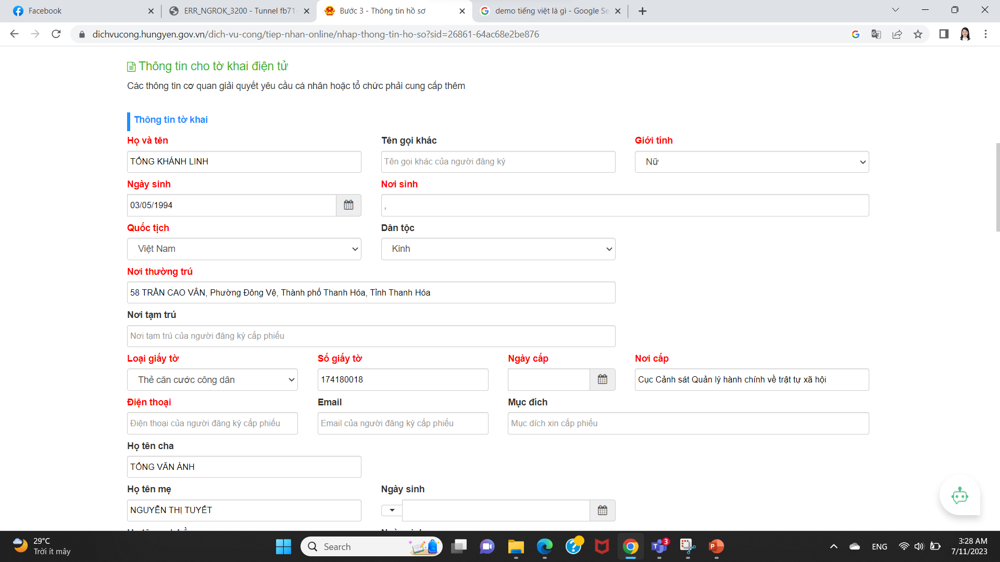 Facebook
ERR_NGROK_3200 - Tunnel fb71-
Bước 3 - Thông tin hồ sơ
demo tiếng việt là gì - Google Se
dichvucong.hungyen.gov.vn/dich-vu-cong/tiep-nhan-online/nhap-thong-tin-ho-so?sid=26861-64ac68e2be876
Thông tin cho tờ khai điện tử
Các thông tin cơ quan giải quyết yêu cầu cá nhân hoặc tổ chức phải cung cấp thêm
Thông tin tờ khai
Họ và tên Tên gọi khác Giới tính
TỐNG KHÁNH LINH Tên gọi khác của người đăng ký Nữ
Ngày sinh Nơi sinh
03/05/1994 ,
Quốc tịch Dân tộc
Việt Nam Kinh
Nơi thường trú
58 TRẦN CAO VÂN, Phường Đông Vệ, Thành phố Thanh Hóa, Tỉnh Thanh Hóa
Nơi tạm trú
Nơi tạm trú của người đăng ký cấp phiếu
Loại giấy tờ Số giấy tờ Ngày cấp Nơi cấp
Thẻ căn cước công dân 174180018 Cục Cảnh sát Quản lý hành chính về trật tự xã hội
Điện thoại Email Mục đích
Điện thoại của người đăng ký cấp phiếu Email của người đăng ký cấp phiếu Mục đích xin cấp phiếu
Họ tên cha
TỐNG VĂN ÁNH
Họ tên mẹ Ngày sinh
NGUYỄN THỊ TUYẾT
29°C
Trời ít mây
Search
3
ENG
3:28 AM
7/11/2023